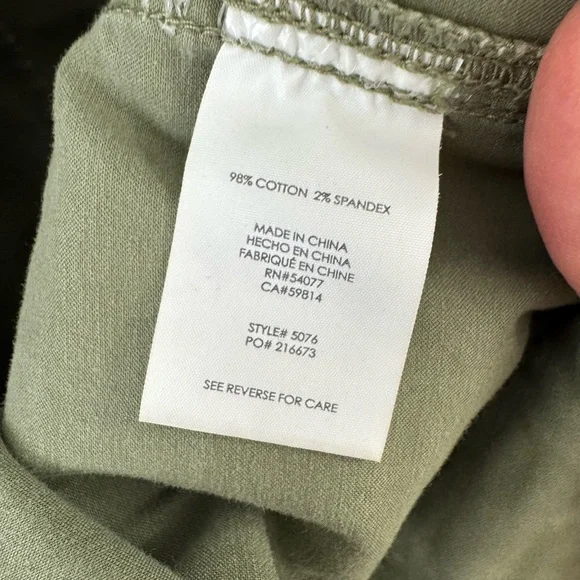 98% COTTON 2% SPANDEX
MADE IN CHINA
HECHO EN CHINA
FABRIQUÉ EN CHINE
RN#54077
CA#59814
STYLE# 5076
PO# 216673
SEE REVERSE FOR CARE